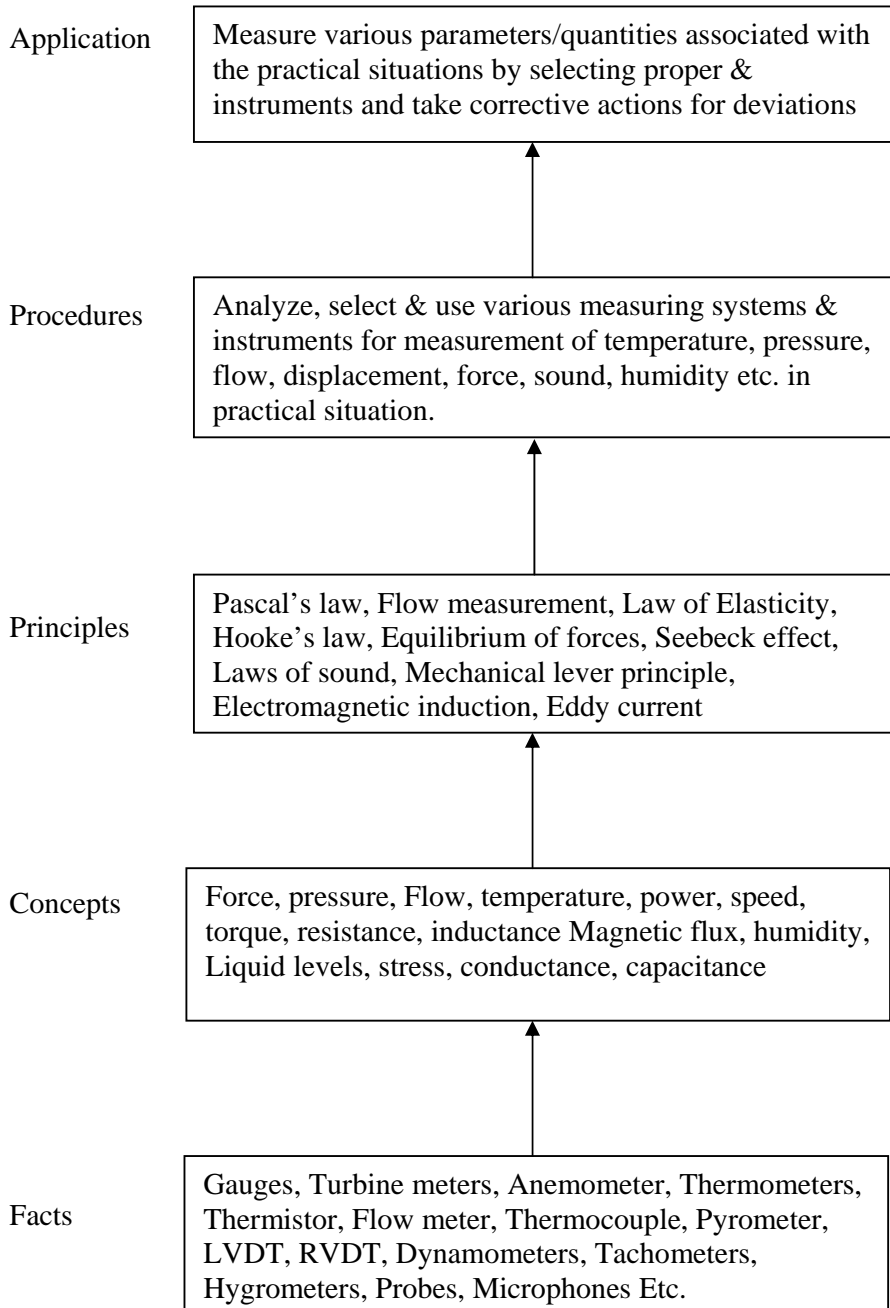 Application
Measure various parameters/quantities associated with
the practical situations by selecting proper &
instruments and take corrective actions for deviations
Procedures
Analyze, select & use various measuring systems &
instruments for measurement of temperature, pressure,
flow, displacement, force, sound, humidity etc. in
practical situation.
Principles
Pascal's law, Flow measurement, Law of Elasticity,
Hooke's law, Equilibrium of forces, Seebeck effect,
Laws of sound, Mechanical lever principle,
Electromagnetic induction, Eddy current
Concepts
Force, pressure, Flow, temperature, power, speed,
torque, resistance, inductance Magnetic flux, humidity,
Liquid levels, stress, conductance, capacitance
Facts
Gauges, Turbine meters, Anemometer, Thermometers,
Thermistor, Flow meter, Thermocouple, Pyrometer,
LVDT, RVDT, Dynamometers, Tachometers,
Hygrometers, Probes, Microphones Etc.